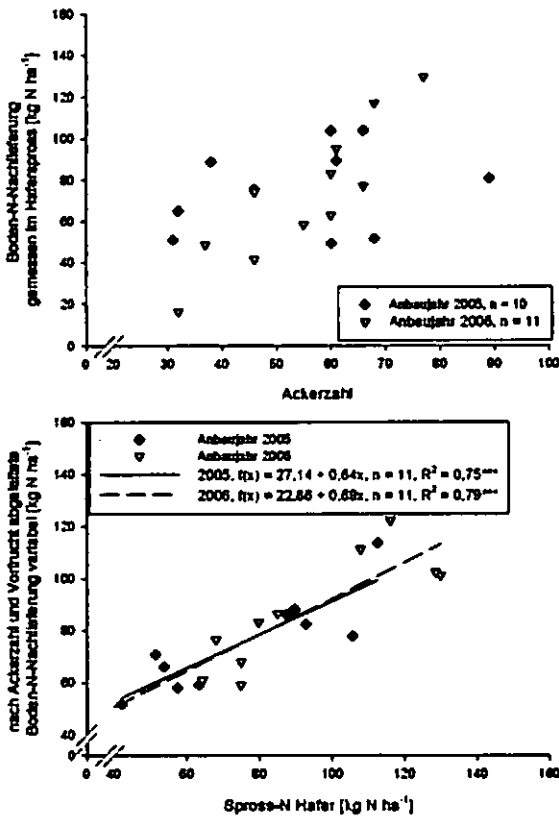 Boden-N-Nachlieferung
gemessen im Haferspross [kg N ha⁻¹]
160
140
120
100
80
60
40
20
0
0 20 30 40 50 60 70 80 90 100
Ackerzahl
Anbaujahr 2005, n = 10
Anbaujahr 2006, n = 11
nach Ackerzahl und Vorfrucht abgeleitete
Boden-N-Nachlieferung variabel [kg N ha⁻¹]
160
140
120
100
80
60
40
0
Anbaujahr 2005
Anbaujahr 2006
2005, f(x) = 27,14 + 0,64x, n = 11, R² = 0,75***
2006, f(x) = 22,66 + 0,69x, n = 11, R² = 0,79***
0 40 60 80 100 120 140 160
Spross-N Hafer [kg N ha⁻¹]